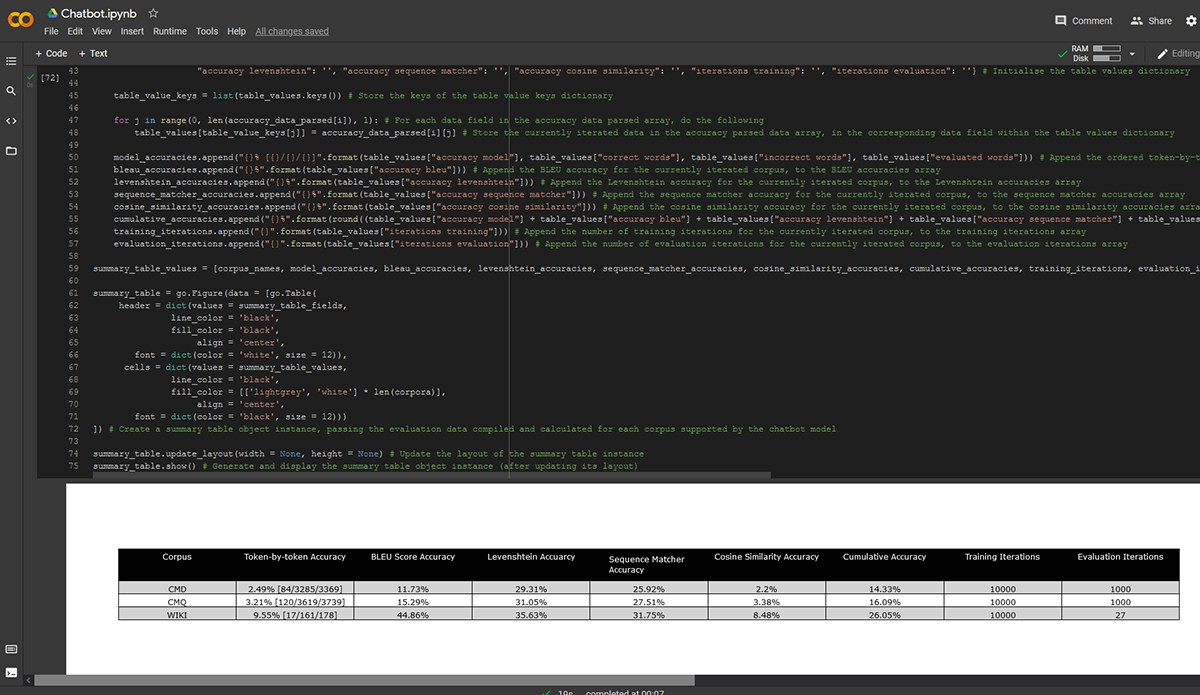 Chatbot.ipynb
File Edit View Insert Runtime Tools Help All changes saved
Comment Share
+ Code + Text
RAM
Disk
Editing
[72]
43 "accuracy levenshtein": '', "accuracy sequence matcher": '', "accuracy cosine similarity": '', "iterations training": '', "iterations evaluation": ''} # Initialise the table values dictionary
44
45 table_value_keys = list(table_values.keys()) # Store the keys of the table value keys dictionary
46
47 for j in range(0, len(accuracy_data_parsed[i]), 1): # For each data field in the accuracy data parsed array, do the following
48 table_values[table_value_keys[j]] = accuracy_data_parsed[i][j] # Store the currently iterated data in the accuracy parsed data array, in the corresponding data field within the table values dictionary
49
50 model_accuracies.append("{}% [{}/{}/{}]".format(table_values["accuracy model"], table_values["correct words"], table_values["incorrect words"], table_values["evaluated words"])) # Append the ordered token-by-t
51 bleau_accuracies.append("{}%".format(table_values["accuracy bleu"])) # Append the BLEU accuracy for the currently iterated corpus, to the BLEU accuracies array
52 levenshtein_accuracies.append("{}%".format(table_values["accuracy levenshtein"])) # Append the Levenshtein accuracy for the currently iterated corpus, to the Levenshtein accuracies array
53 sequence_matcher_accuracies.append("{}%".format(table_values["accuracy sequence matcher"])) # Append the sequence matcher accuracy for the currently iterated corpus, to the sequence matcher accuracies array
54 cosine_similarity_accuracies.append("{}%".format(table_values["accuracy cosine similarity"])) # Append the cosine similarity accuracy for the currently iterated corpus, to the cosine similarity accuracies arra
55 cumulative_accuracies.append("{}%".format(round((table_values["accuracy model"] + table_values["accuracy bleu"] + table_values["accuracy levenshtein"] + table_values["accuracy sequence matcher"] + table_values
56 training_iterations.append("{}".format(table_values["iterations training"])) # Append the number of training iterations for the currently iterated corpus, to the training iterations array
57 evaluation_iterations.append("{}".format(table_values["iterations evaluation"])) # Append the number of evaluation iterations for the currently iterated corpus, to the evaluation iterations array
58
59 summary_table_values = [corpus_names, model_accuracies, bleau_accuracies, levenshtein_accuracies, sequence_matcher_accuracies, cosine_similarity_accuracies, cumulative_accuracies, training_iterations, evaluation_i
60
61 summary_table = go.Figure(data = [go.Table(
62 header = dict(values = summary_table_fields,
63 line_color = 'black',
64 fill_color = 'black',
65 align = 'center',
66 font = dict(color = 'white', size = 12)),
67 cells = dict(values = summary_table_values,
68 line_color = 'black',
69 fill_color = [['lightgrey', 'white'] * len(corpora)],
70 align = 'center',
71 font = dict(color = 'black', size = 12)))
72 ]) # Create a summary table object instance, passing the evaluation data compiled and calculated for each corpus supported by the chatbot model
73
74 summary_table.update_layout(width = None, height = None) # Update the layout of the summary table instance
75 summary_table.show() # Generate and display the summary table object instance (after updating its layout)
Corpus Token-by-token Accuracy BLEU Score Accuracy Levenshtein Accuarcy Sequence Matcher Accuracy Cosine Similarity Accuracy Cumulative Accuracy Training Iterations Evaluation Iterations
CMD 2.49% [84/3285/3369] 11.73% 29.31% 25.92% 2.2% 14.33% 10000 1000
CMQ 3.21% [120/3619/3739] 15.29% 31.05% 27.51% 3.38% 16.09% 10000 1000
WIKI 9.55% [17/161/178] 44.86% 35.63% 31.75% 8.48% 26.05% 10000 27
19s completed at 00:07